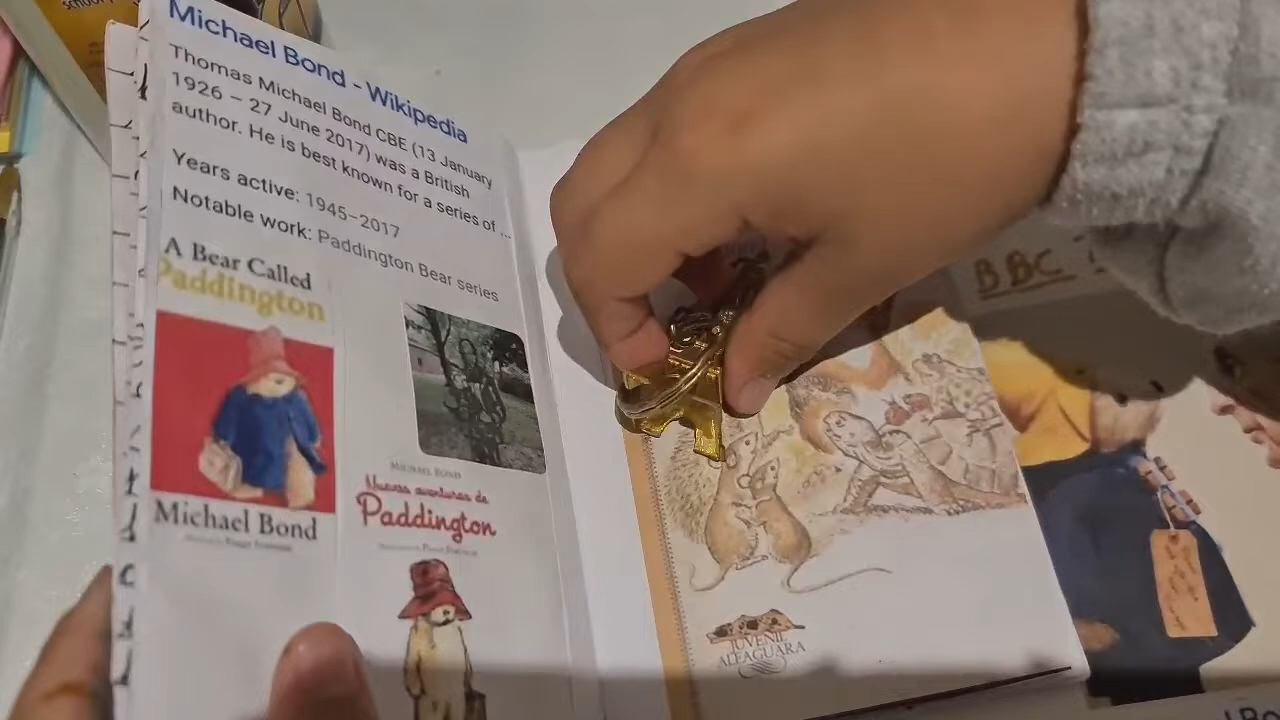 Michael Bond - Wikipedia
Thomas Michael Bond CBE (13 January
1926 – 27 June 2017) was a British
author. He is best known for a series of ...
Years active: 1945–2017
Notable work: Paddington Bear series
A Bear Called
Paddington
Michael Bond
MICHAEL BOND
Nuevas aventuras de
Paddington
BBC
JUVENIL
ALFAGUARA